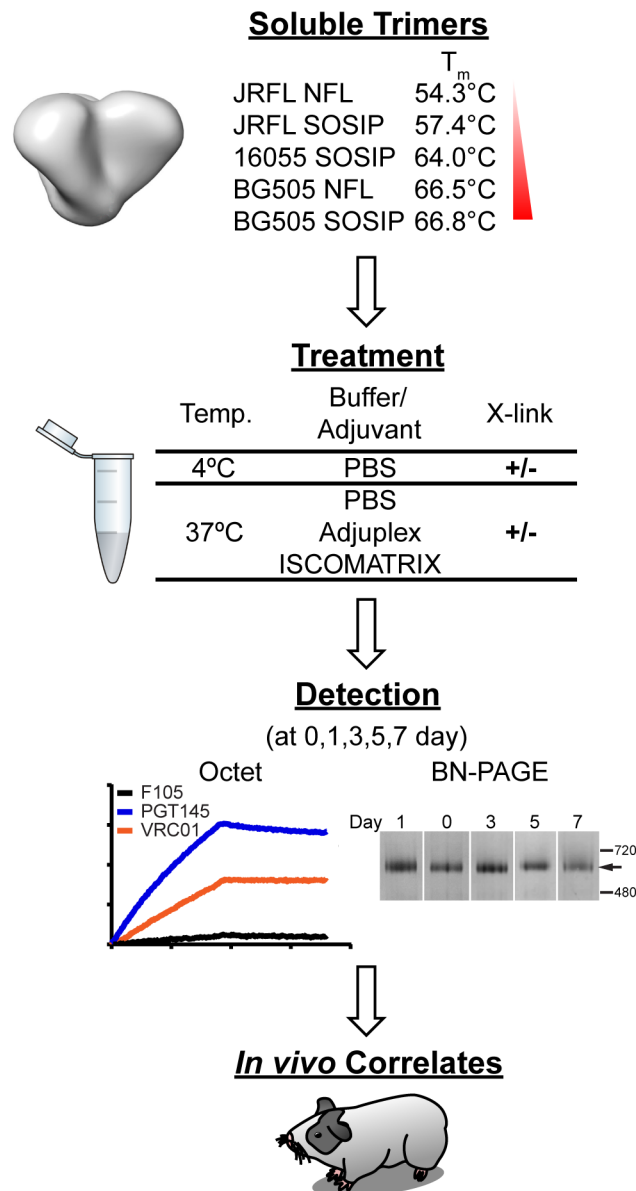 Soluble Trimers
Tm
JRFL NFL 54.3°C
JRFL SOSIP 57.4°C
16055 SOSIP 64.0°C
BG505 NFL 66.5°C
BG505 SOSIP 66.8°C
Treatment
Temp. Buffer/ Adjuvant X-link
4ºC PBS +/-
PBS
37ºC Adjuplex +/-
ISCOMATRIX
Detection
(at 0,1,3,5,7 day)
Octet BN-PAGE
F105
PGT145
VRC01
Day 1 0 3 5 7
720
480
In vivo Correlates